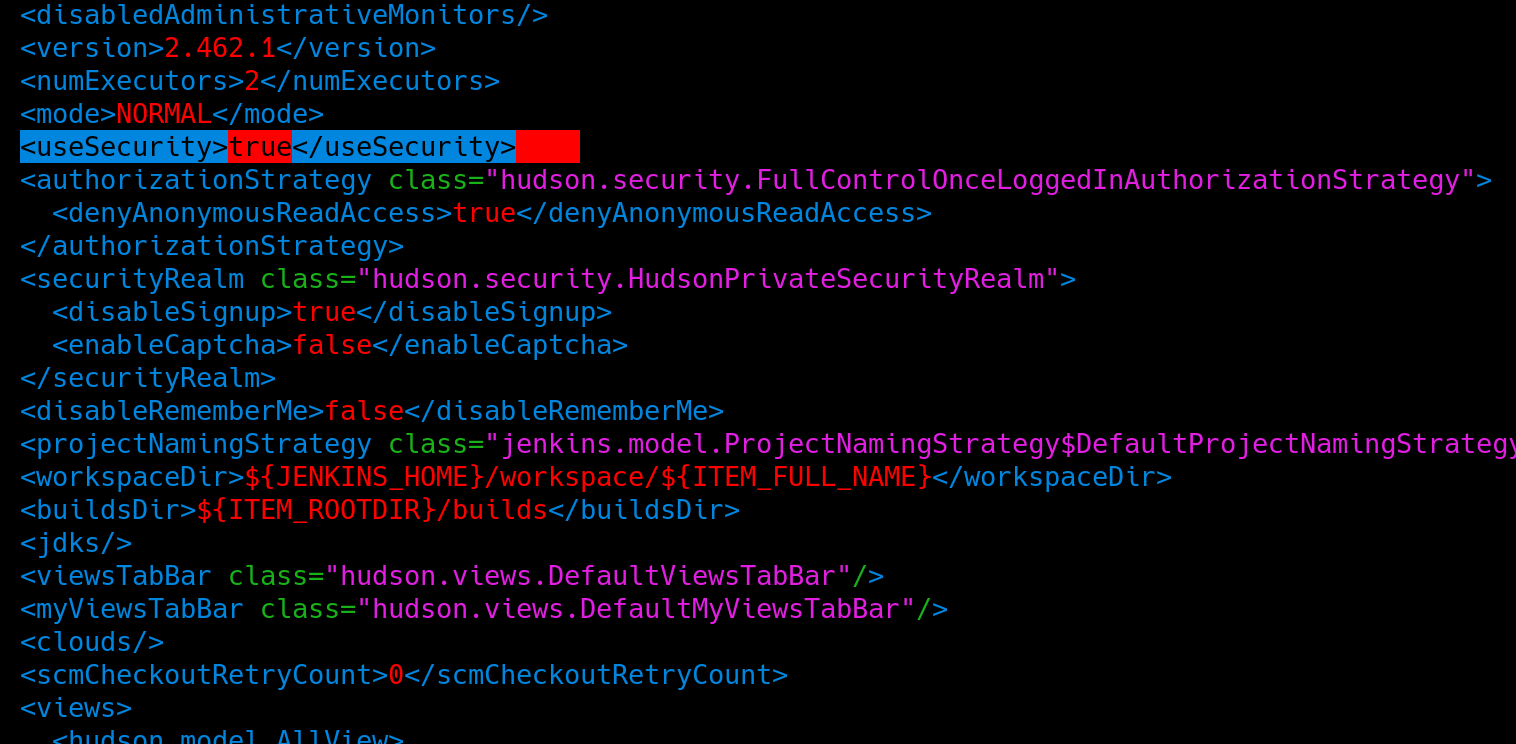 <disabledAdministrativeMonitors/>
<version>2.462.1</version>
<numExecutors>2</numExecutors>
<mode>NORMAL</mode>
<useSecurity>true</useSecurity>
<authorizationStrategy class="hudson.security.FullControlOnceLoggedInAuthorizationStrategy">
  <denyAnonymousReadAccess>true</denyAnonymousReadAccess>
</authorizationStrategy>
<securityRealm class="hudson.security.HudsonPrivateSecurityRealm">
  <disableSignup>true</disableSignup>
  <enableCaptcha>false</enableCaptcha>
</securityRealm>
<disableRememberMe>false</disableRememberMe>
<projectNamingStrategy class="jenkins.model.ProjectNamingStrategy$DefaultProjectNamingStrategy
<workspaceDir>${JENKINS_HOME}/workspace/${ITEM_FULL_NAME}</workspaceDir>
<buildsDir>${ITEM_ROOTDIR}/builds</buildsDir>
<jdks/>
<viewsTabBar class="hudson.views.DefaultViewsTabBar"/>
<myViewsTabBar class="hudson.views.DefaultMyViewsTabBar"/>
<clouds/>
<scmCheckoutRetryCount>0</scmCheckoutRetryCount>
<views>
  <hudson.model.AllView>